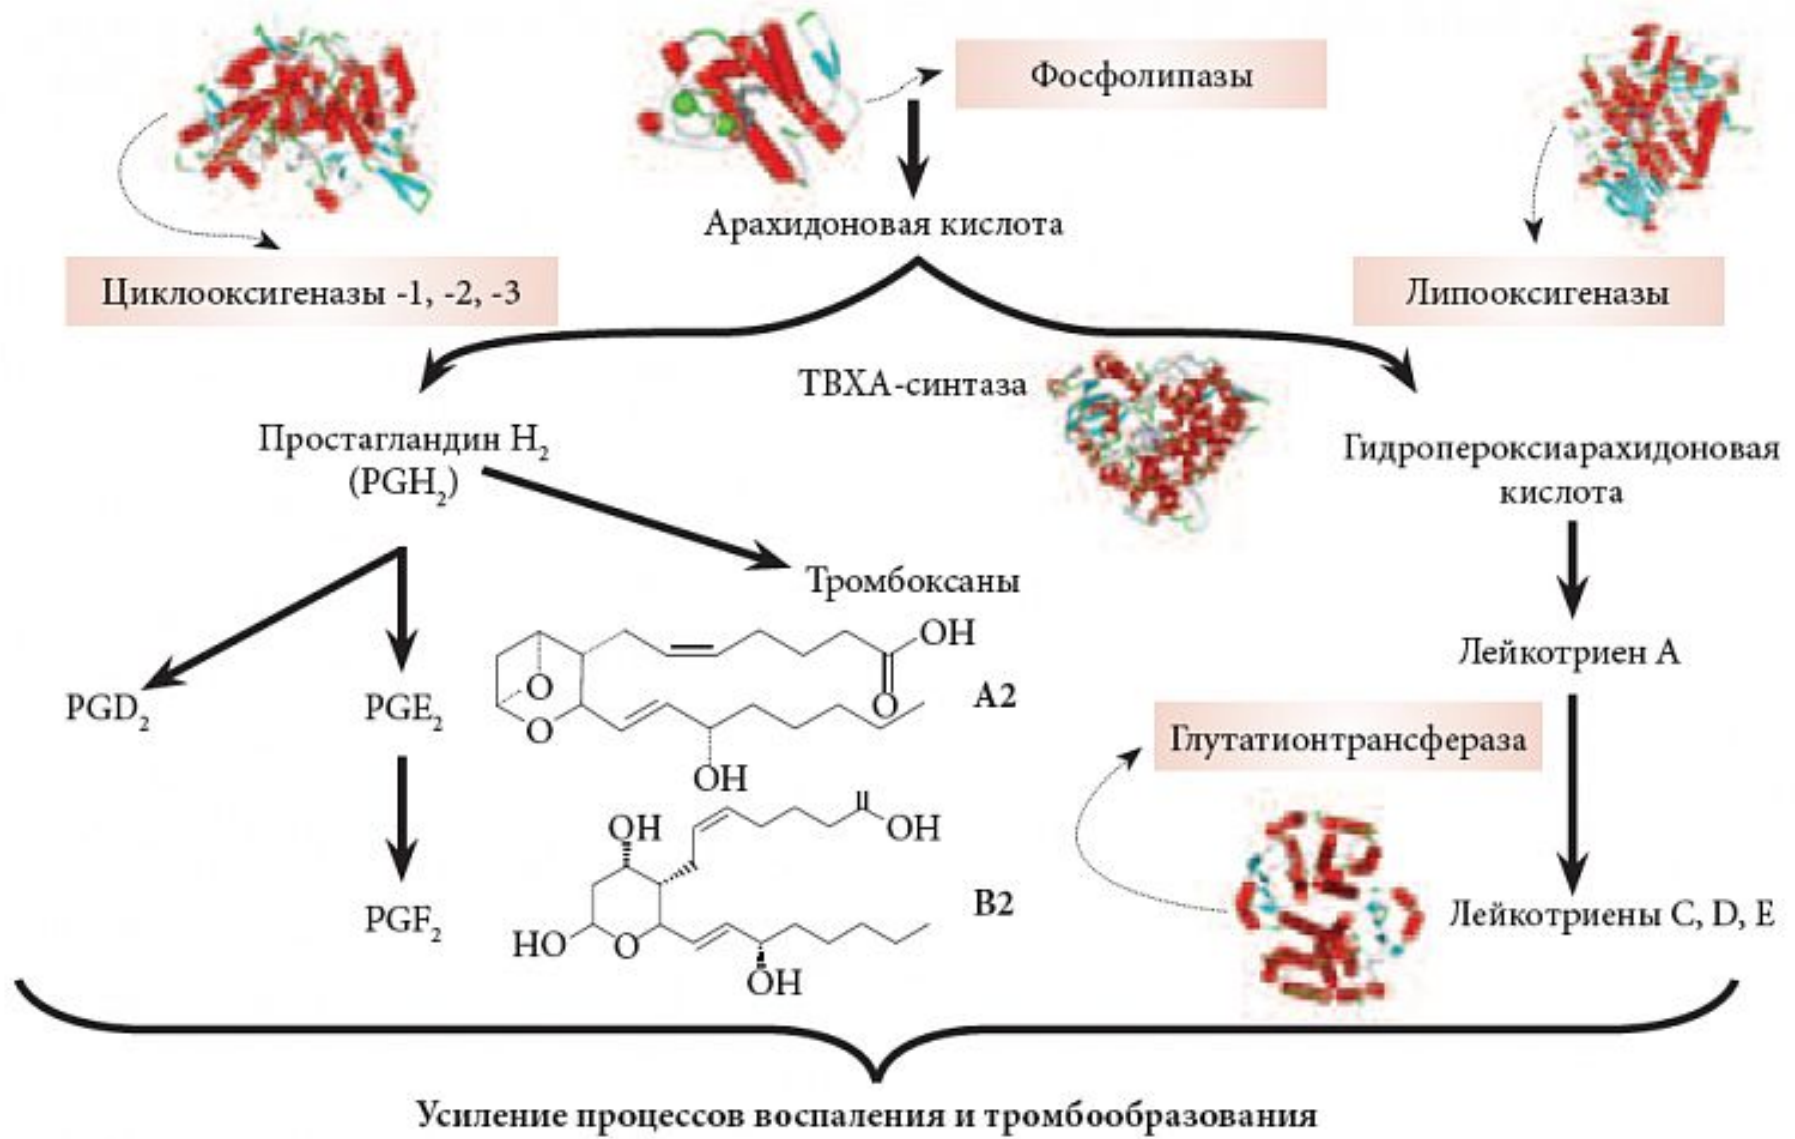 Фосфолипазы
Арахидоновая кислота
Циклооксигеназы -1, -2, -3
Липооксигеназы
ТВХА-синтаза
Простагландин H₂
(PGH₂)
Гидропероксиарахидоновая
кислота
Тромбоксаны
OH
O
O
O
OH
A2
Лейкотриен А
PGD₂
PGE₂
Глутатионтрансфераза
OH
OH
HO
O
OH
B2
PGF₂
Лейкотриены C, D, E
Усиление процессов воспаления и тромбообразования